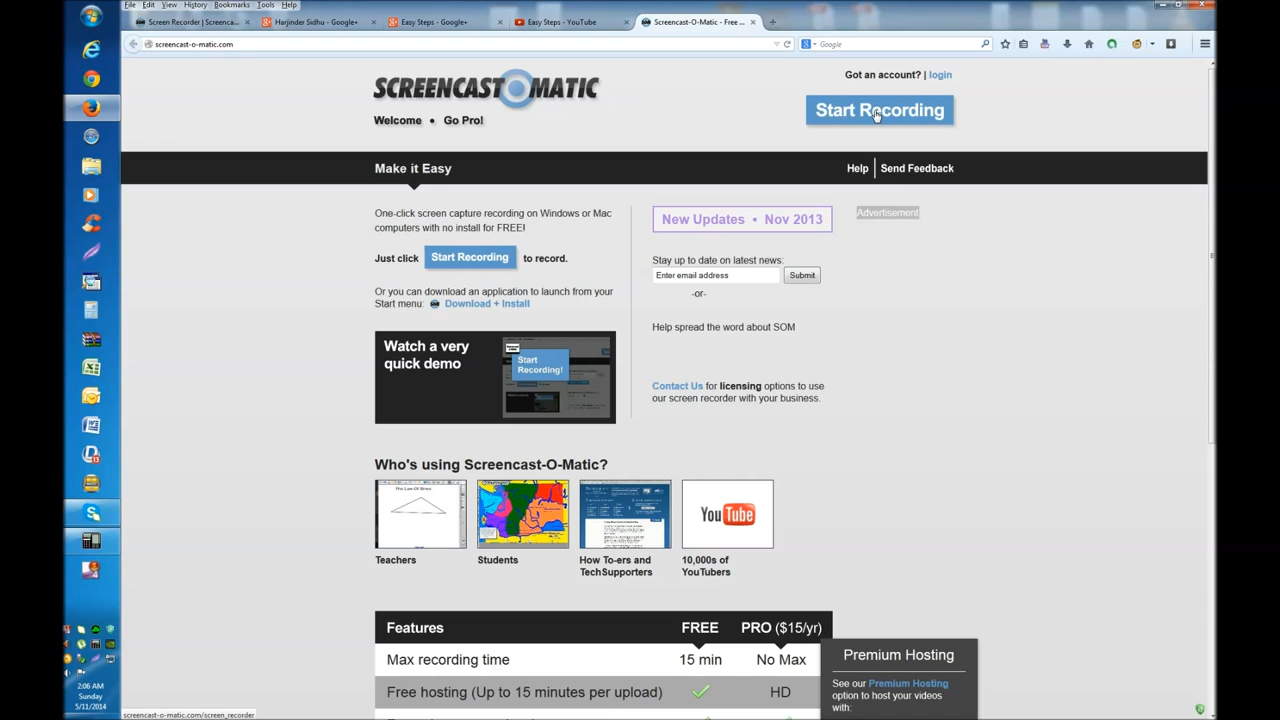 File Edit View History Bookmarks Tools Help
Screen Recorder | Screenca...
Harjinder Sidhu - Google+
Easy Steps - Google+
Easy Steps - YouTube
Screencast-O-Matic - Free ...
screencast-o-matic.com
Google
SCREENCAST O MATIC
Got an account? | login
Start Recording
Welcome • Go Pro!
Make it Easy
Help
Send Feedback
One-click screen capture recording on Windows or Mac
computers with no install for FREE!
Just click Start Recording to record.
Or you can download an application to launch from your
Start menu: Download + Install
Watch a very
quick demo
Start
Recording!
New Updates • Nov 2013
Stay up to date on latest news:
Enter email address
Submit
-or-
Help spread the word about SOM
Contact Us for licensing options to use
our screen recorder with your business.
Advertisement
Who's using Screencast-O-Matic?
The Law Of Sines
YouTube
Teachers
Students
How To-ers and
TechSupporters
10,000s of
YouTubers
Features FREE PRO ($15/yr)
Max recording time 15 min No Max
Free hosting (Up to 15 minutes per upload) HD
Premium Hosting
See our Premium Hosting
option to host your videos
with:
2:06 AM
Sunday
5/11/2014
screencast-o-matic.com/screen_recorder